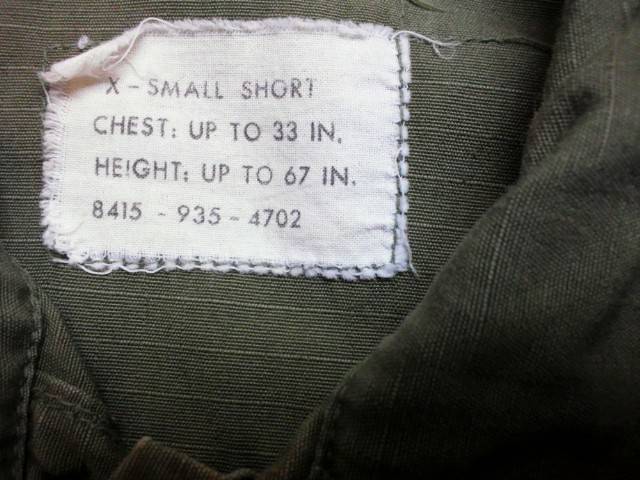 X - SMALL SHORT
CHEST: UP TO 33 IN.
HEIGHT: UP TO 67 IN.
8415 - 935 - 4702